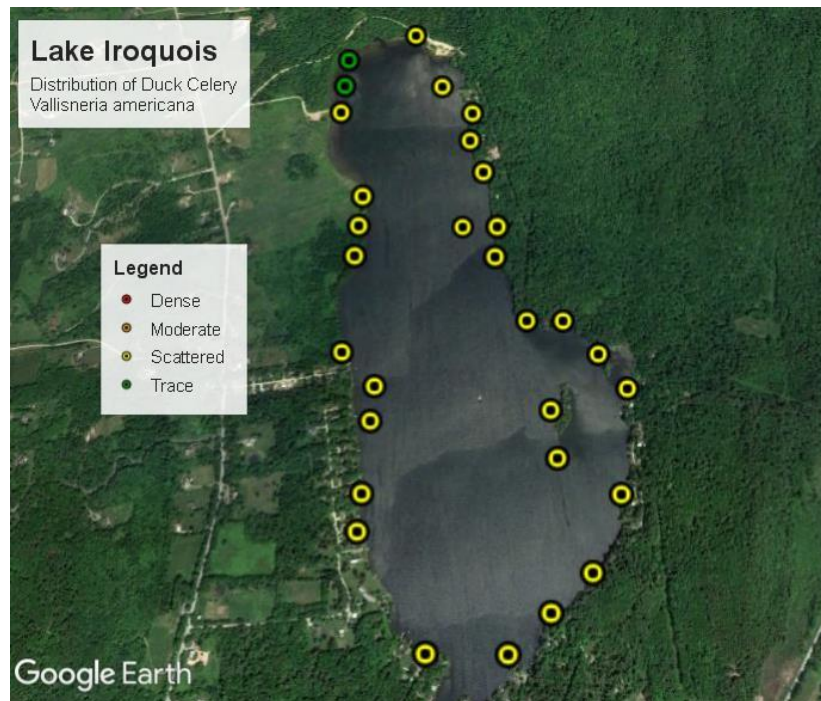 Lake Iroquois
Distribution of Duck Celery
Vallisneria americana
Legend
Dense
Moderate
Scattered
Trace
Google Earth